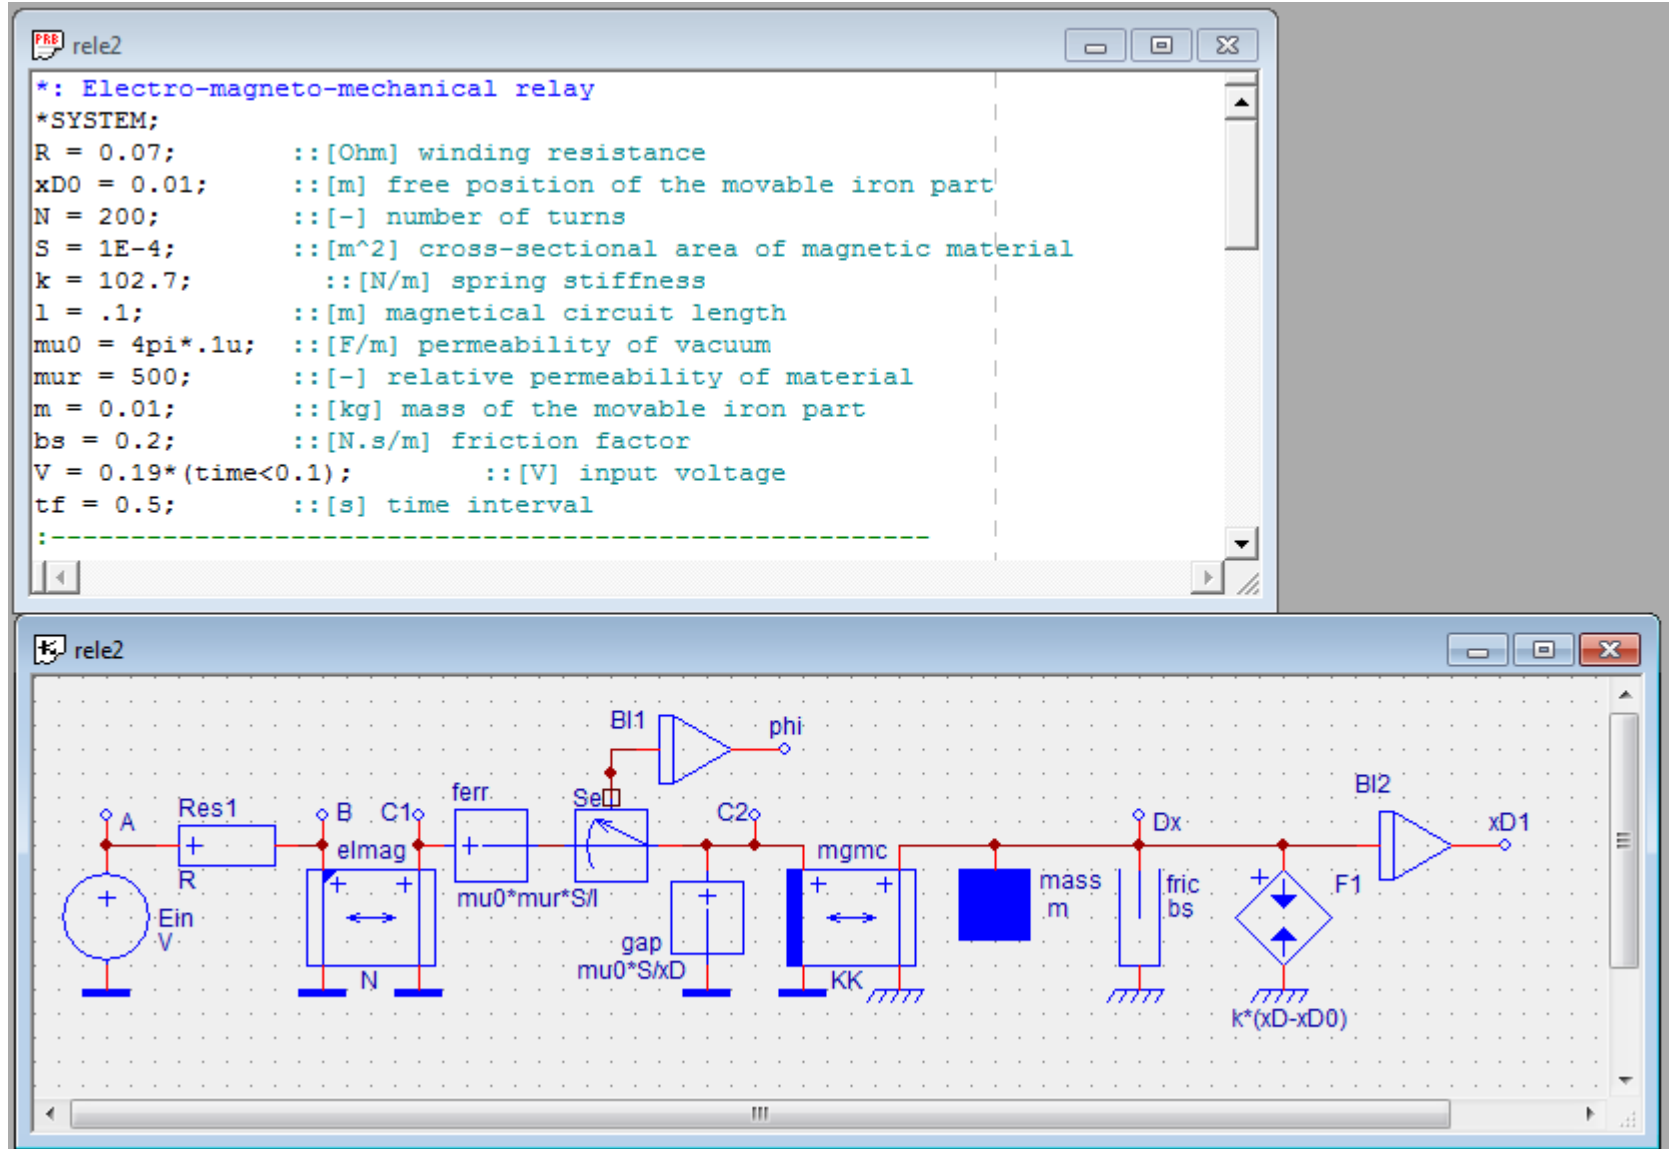 PRB rele2
*: Electro-magneto-mechanical relay
*SYSTEM;
R = 0.07; ::[Ohm] winding resistance
xD0 = 0.01; ::[m] free position of the movable iron part
N = 200; ::[-] number of turns
S = 1E-4; ::[m^2] cross-sectional area of magnetic material
k = 102.7; ::[N/m] spring stiffness
l = .1; ::[m] magnetical circuit length
mu0 = 4pi*.1u; ::[F/m] permeability of vacuum
mur = 500; ::[-] relative permeability of material
m = 0.01; ::[kg] mass of the movable iron part
bs = 0.2; ::[N.s/m] friction factor
V = 0.19*(time<0.1); ::[V] input voltage
tf = 0.5; ::[s] time interval
:-------------------------------------------------------
rele2
BI1 phi
BI2
ferr
Se
A Res1 B C1 C2 Dx xD1
elmag mgmc
R mu0*mur*S/l mass fric F1
m bs
Ein
V gap
mu0*S/xD
N KK
k*(xD-xD0)